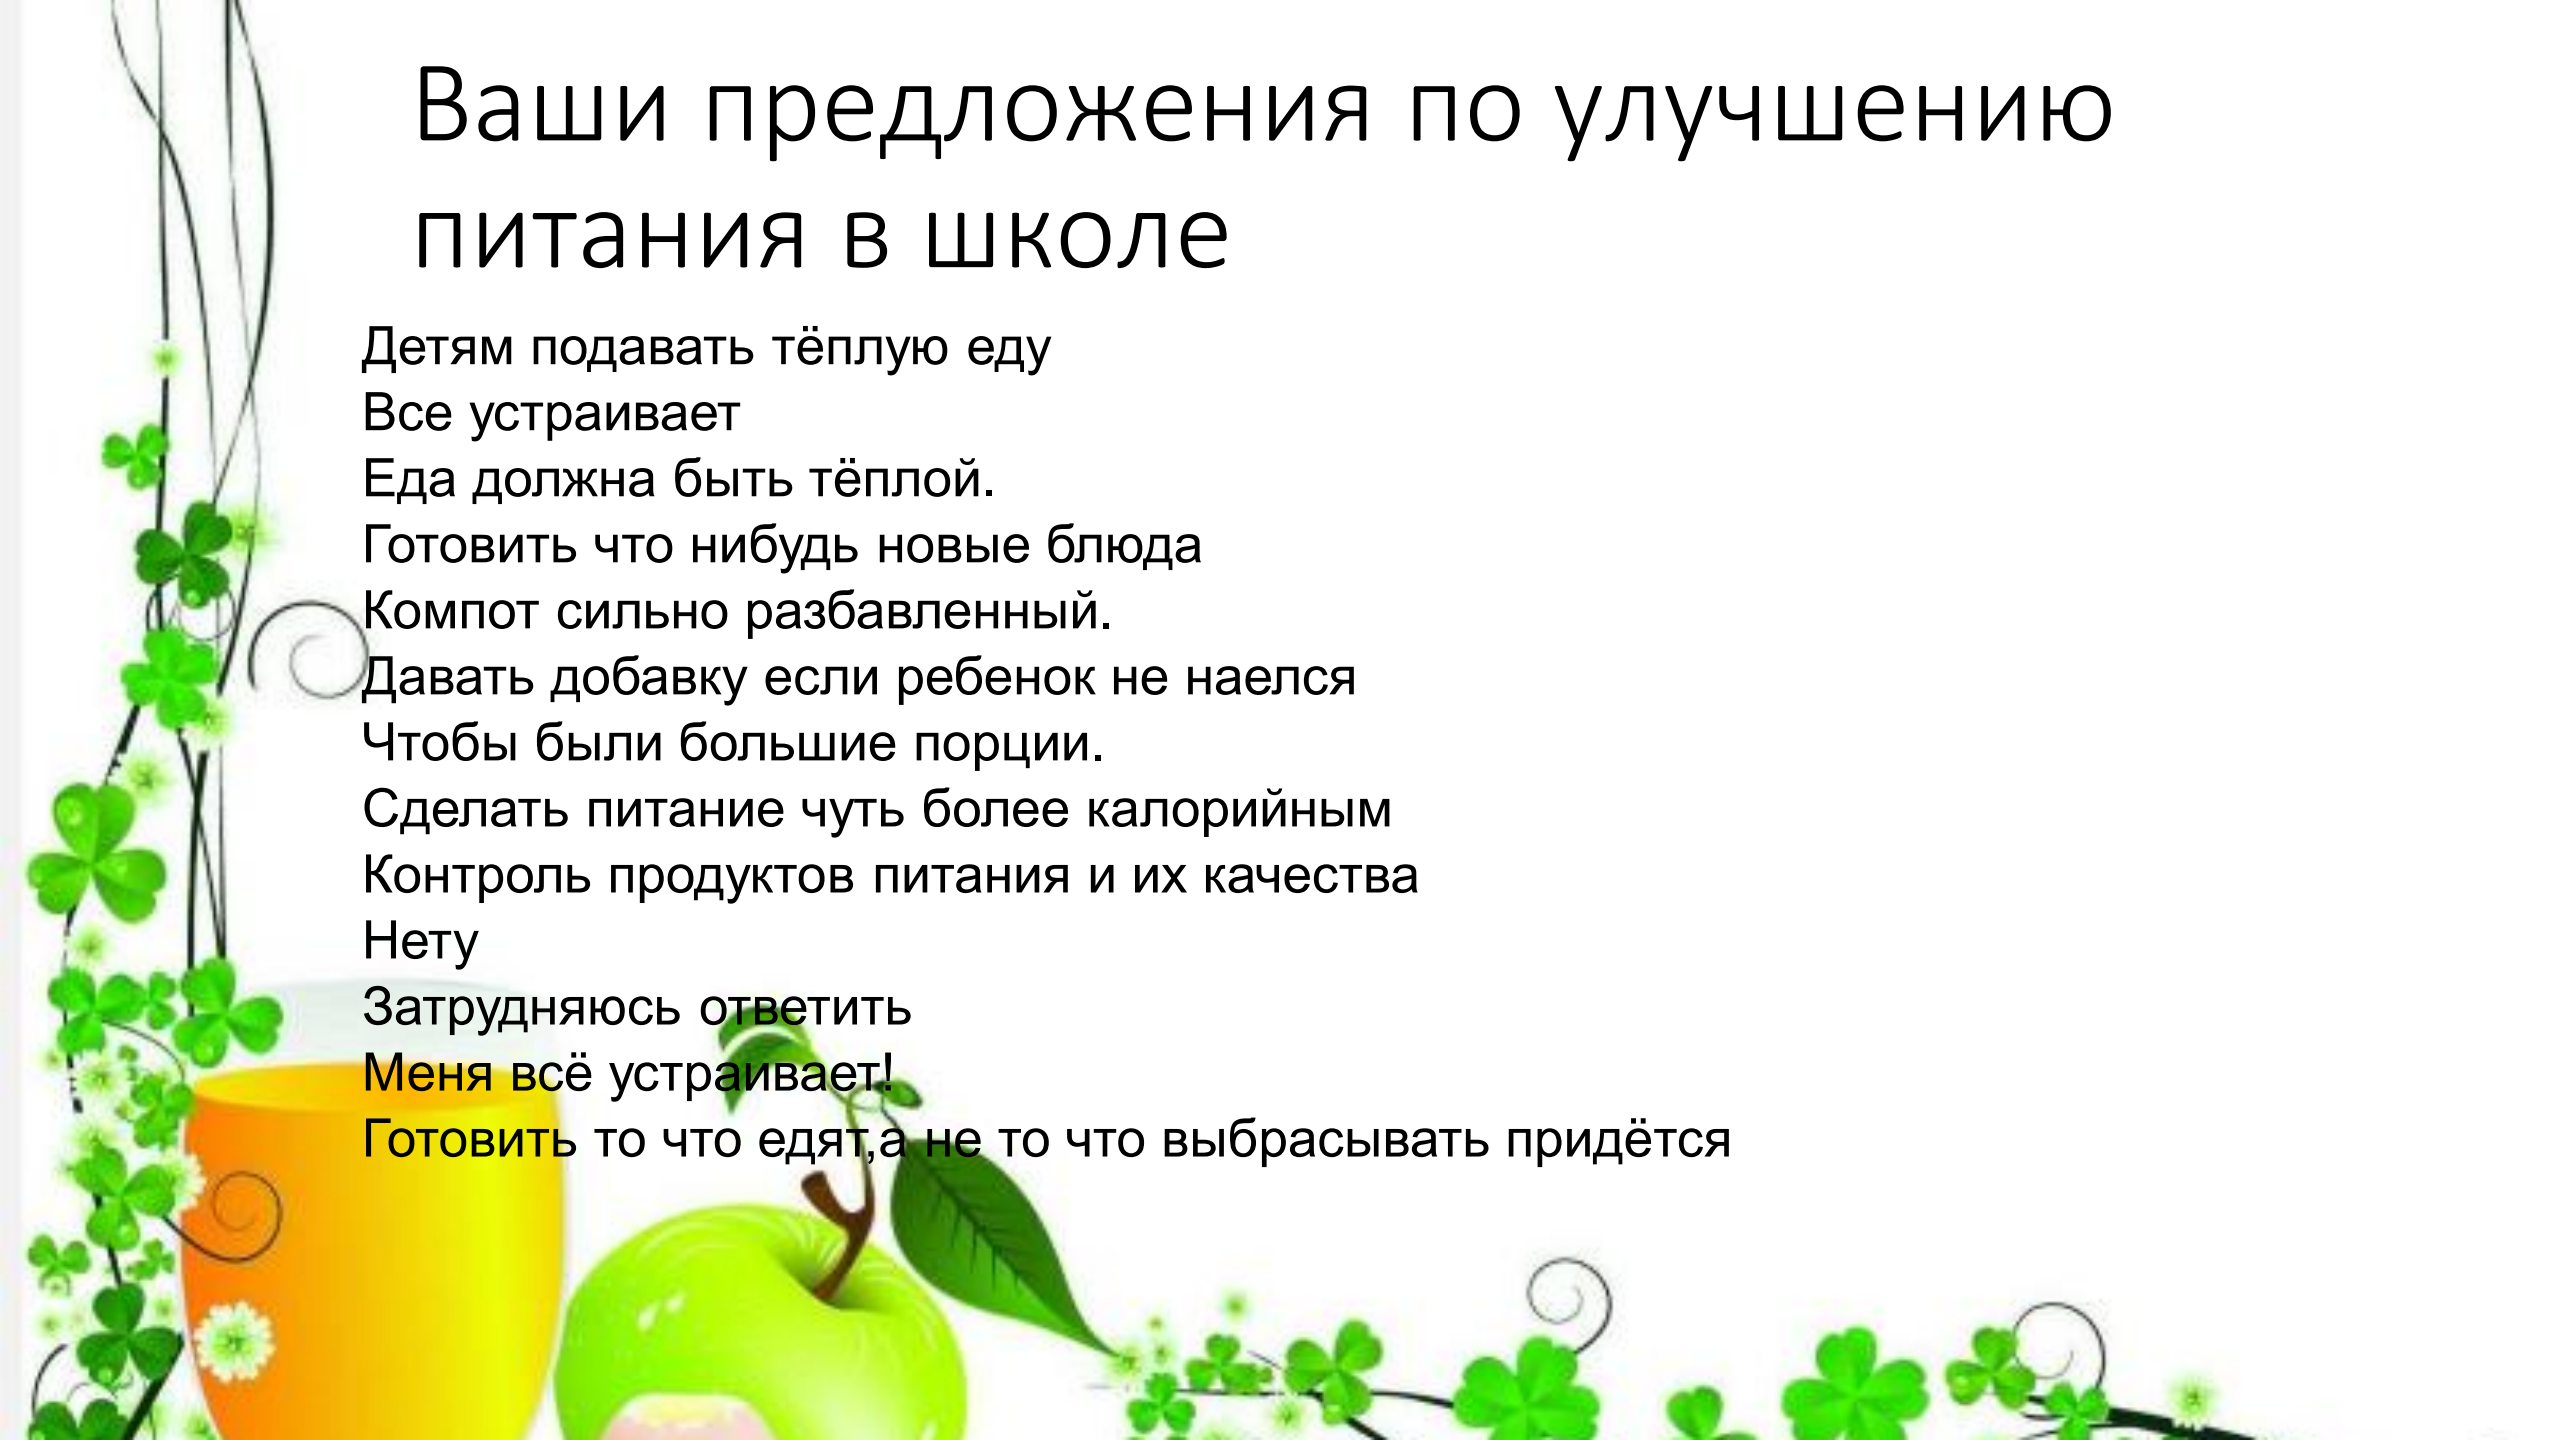 Ваши предложения по улучшению
питания в школе
Детям подавать тёплую еду
Все устраивает
Еда должна быть тёплой.
Готовить что нибудь новые блюда
Компот сильно разбавленный.
Давать добавку если ребенок не наелся
Чтобы были большие порции.
Сделать питание чуть более калорийным
Контроль продуктов питания и их качества
Нету
Затрудняюсь ответить
Меня всё устраивает!
Готовить то что едят,а не то что выбрасывать придётся